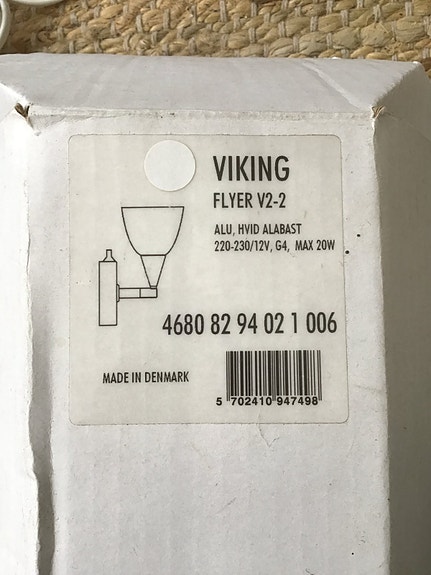 VIKING
FLYER V2-2
ALU, HVID ALABAST
220-230/12V, G4, MAX 20W
4680 82 94 02 1 006
MADE IN DENMARK
5 702410 947498